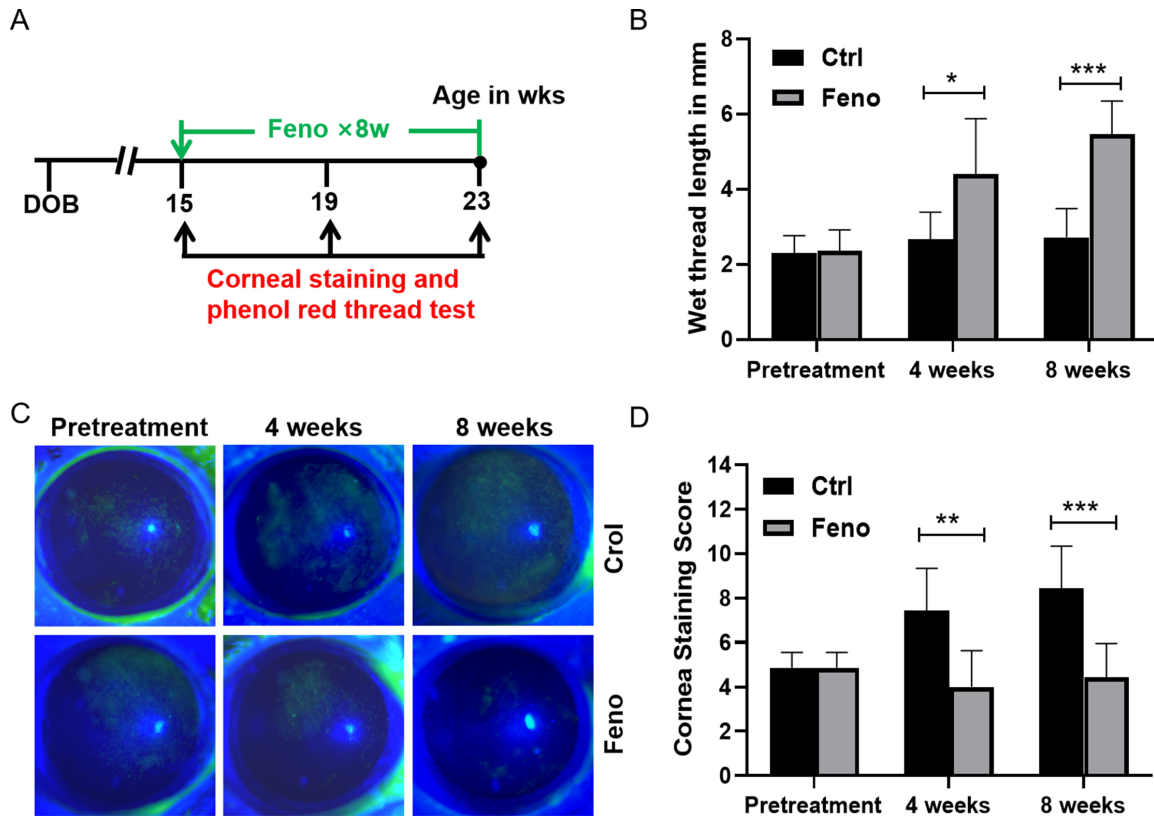 A
Age in wks
Feno ×8w
DOB
15
19
23
Corneal staining and
phenol red thread test
B
Wet thread length in mm
8
6
4
2
0
Ctrl
Feno
*
***
Pretreatment
4 weeks
8 weeks
C
Pretreatment
4 weeks
8 weeks
Crol
Feno
D
Cornea Staining Score
14
12
10
8
6
4
2
0
Ctrl
Feno
**
***
Pretreatment
4 weeks
8 weeks